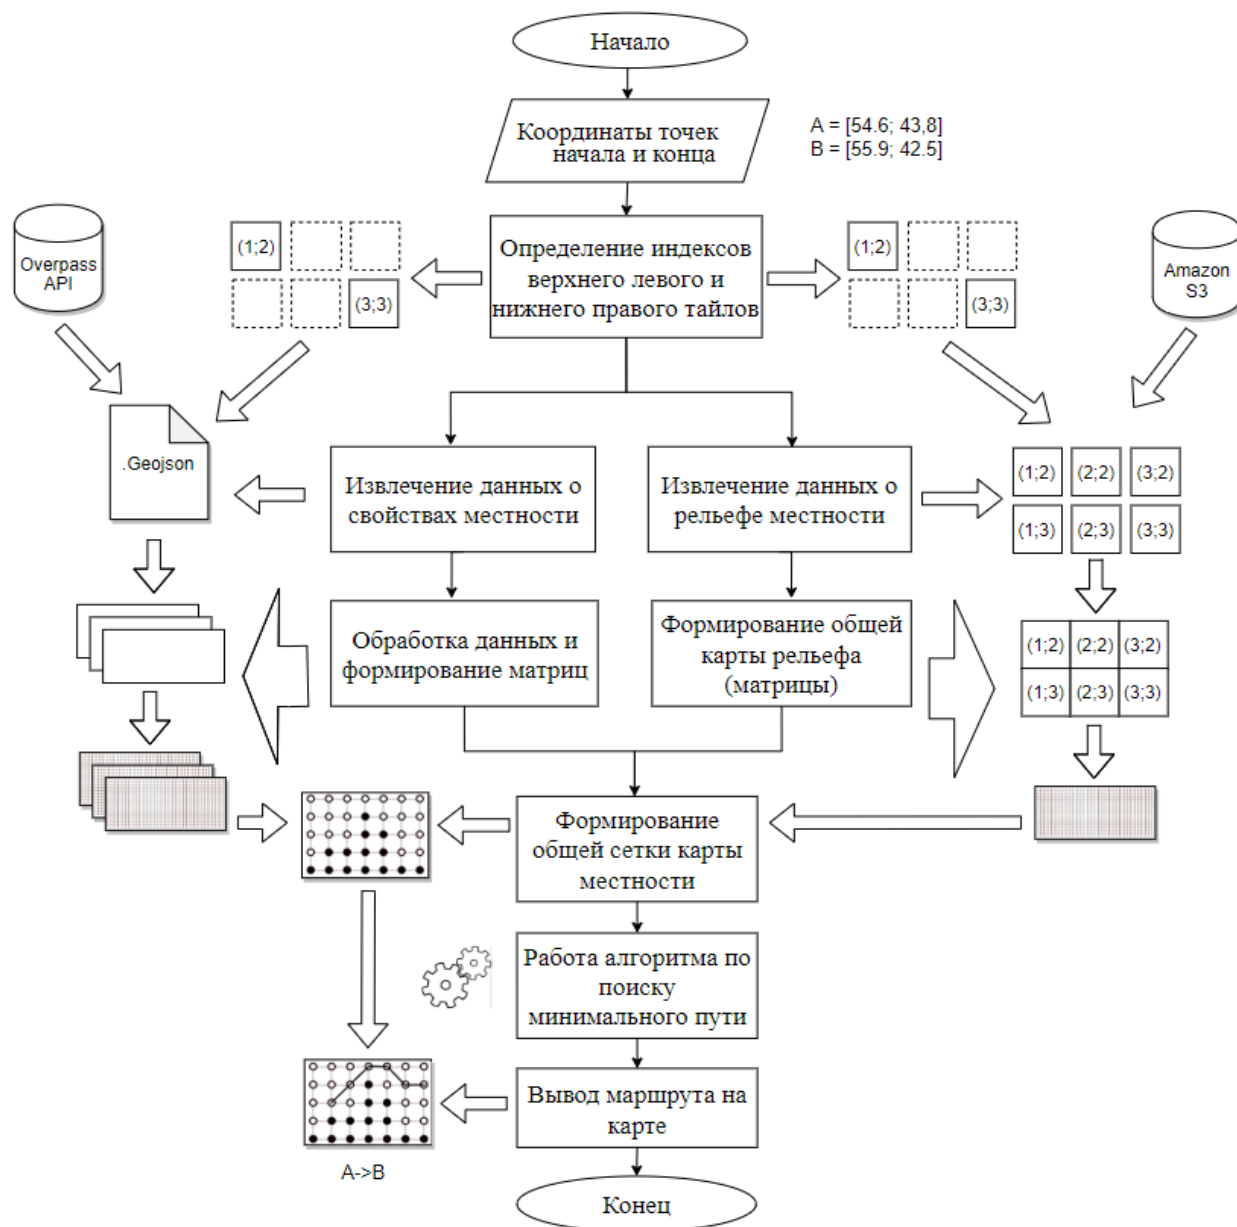 Начало
Координаты точек
начала и конца
A = [54.6; 43,8]
B = [55.9; 42.5]
Overpass
API
(1;2)
(3;3)
Определение индексов
верхнего левого и
нижнего правого тайлов
(1;2)
(3;3)
Amazon
S3
.Geojson
Извлечение данных о
свойствах местности
Извлечение данных о
рельефе местности
(1;2) (2;2) (3;2)
(1;3) (2;3) (3;3)
Обработка данных и
формирование матриц
Формирование общей
карты рельефа
(матрицы)
(1;2) (2;2) (3;2)
(1;3) (2;3) (3;3)
Формирование
общей сетки карты
местности
Работа алгоритма по
поиску
минимального пути
Вывод маршрута на
карте
A->B
Конец